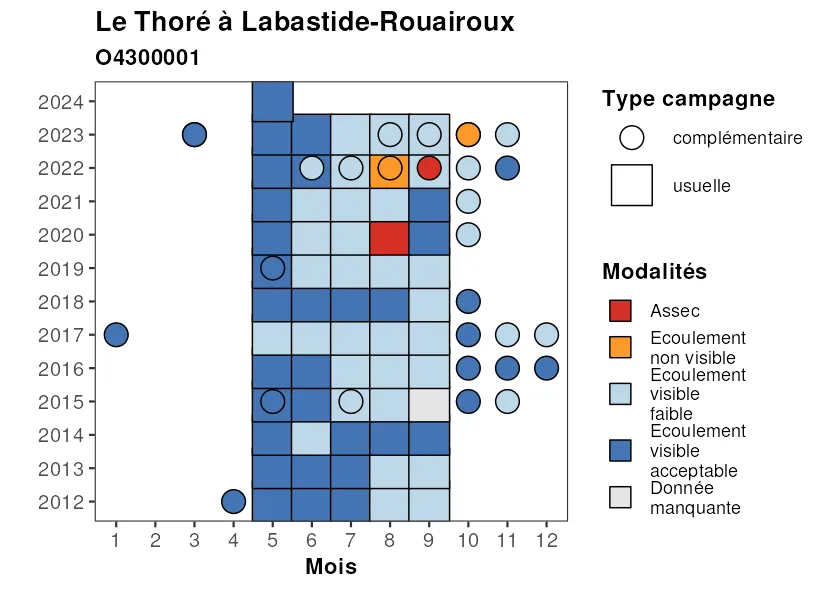 Le Thoré à Labastide-Rouairoux
O4300001
2024
2023
2022
2021
2020
2019
2018
2017
2016
2015
2014
2013
2012
1 2 3 4 5 6 7 8 9 10 11 12
Mois
Type campagne
complémentaire
usuelle
Modalités
Assec
Ecoulement
non visible
Ecoulement
visible
faible
Ecoulement
visible
acceptable
Donnée
manquante